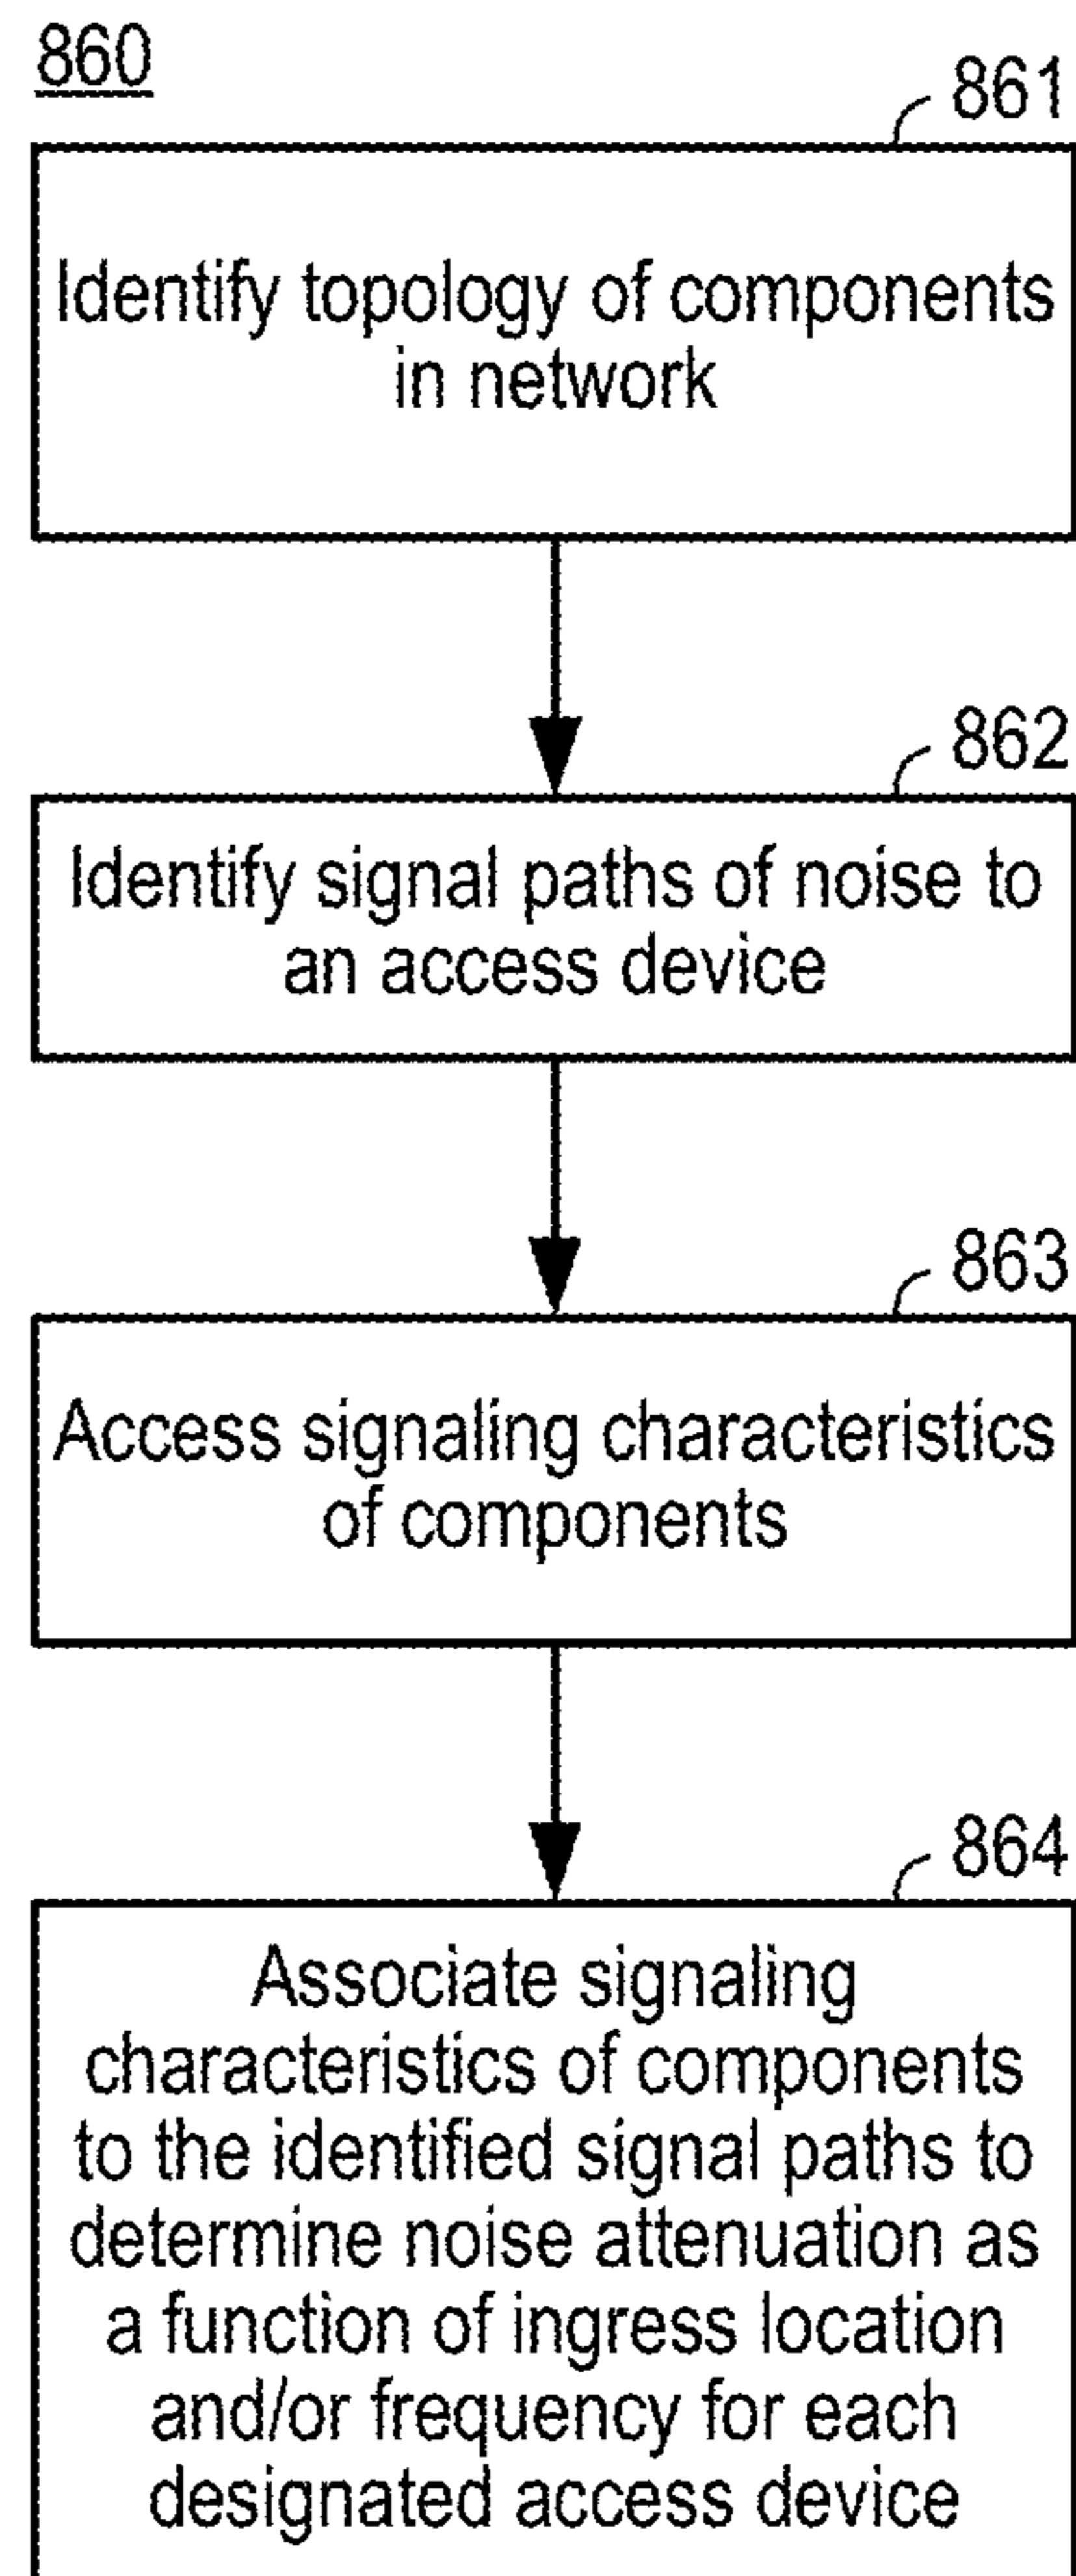 860
861
Identify topology of components
in network
862
Identify signal paths of noise to
an access device
863
Access signaling characteristics
of components
864
Associate signaling
characteristics of components
to the identified signal paths to
determine noise attenuation as
a function of ingress location
and/or frequency for each
designated access device